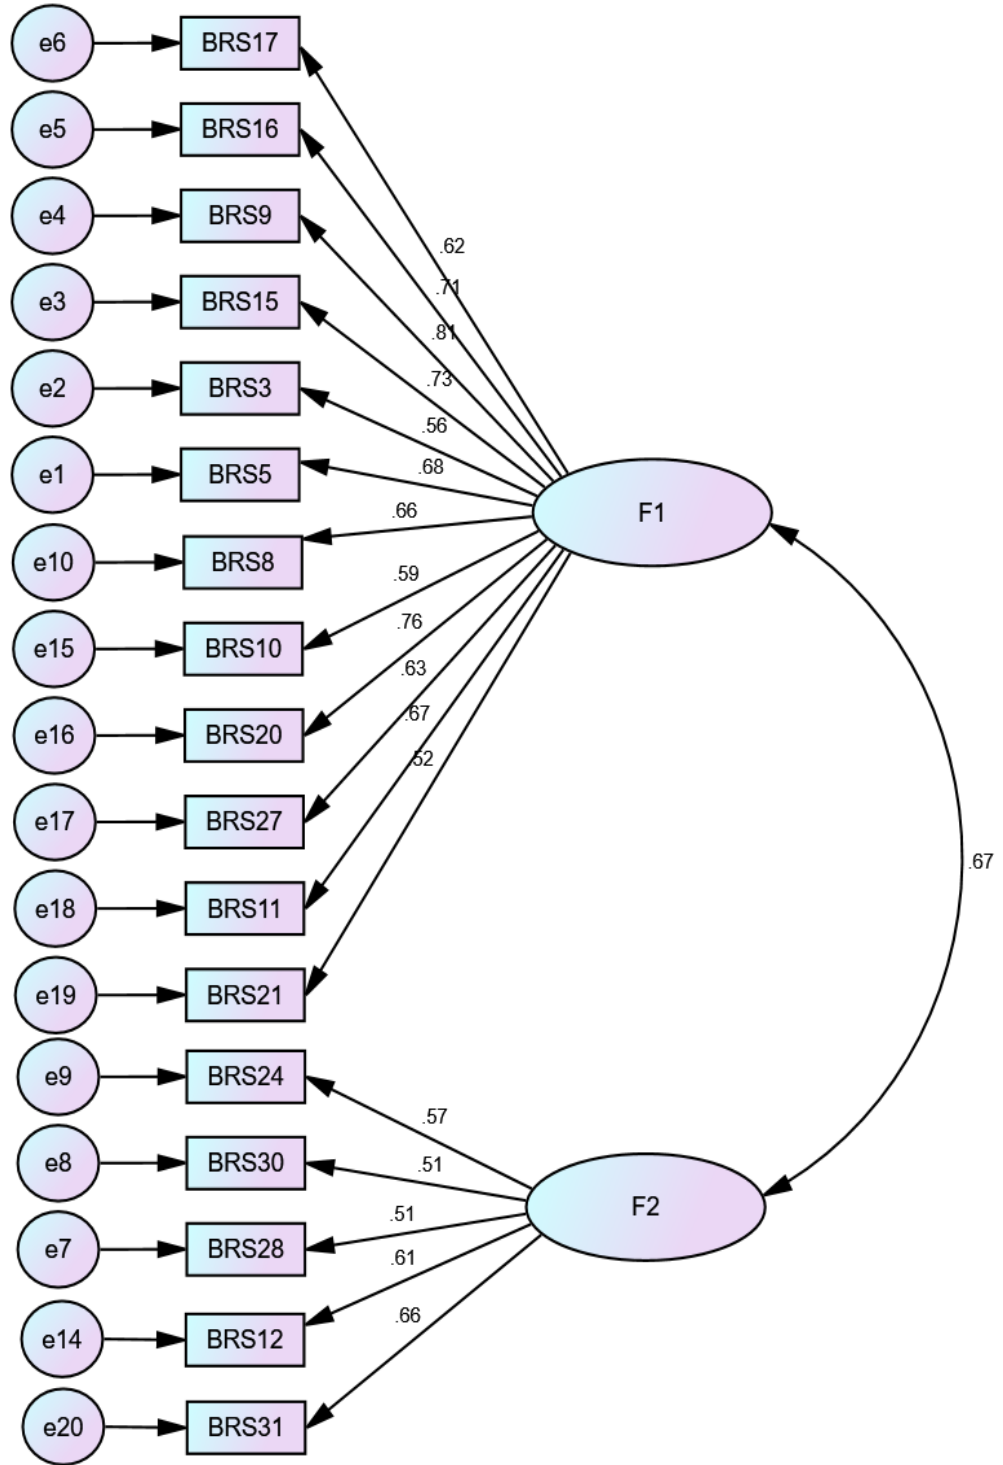 e6 BRS17
e5 BRS16
e4 BRS9
e3 BRS15
e2 BRS3
e1 BRS5
e10 BRS8
e15 BRS10
e16 BRS20
e17 BRS27
e18 BRS11
e19 BRS21
e9 BRS24
e8 BRS30
e7 BRS28
e14 BRS12
e20 BRS31
.62
.71
.81
.73
.56
.68
.66
.59
.76
.63
.67
.52
F1
.67
.57
.51
.51
.61
.66
F2